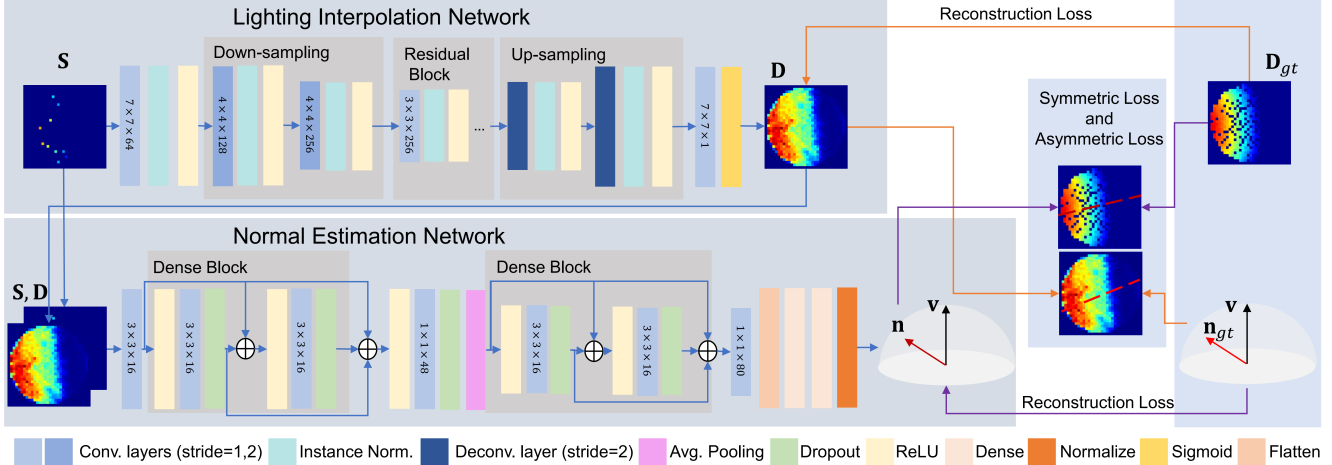 Lighting Interpolation Network
Reconstruction Loss
S
Down-sampling
Residual
Block
Up-sampling
D
D_gt
7×7×64
4×4×128
4×4×256
3×3×256
...
7×7×1
Symmetric Loss
and
Asymmetric Loss
Normal Estimation Network
Dense Block
Dense Block
S, D
3×3×16
3×3×16
3×3×16
1×1×48
3×3×16
3×3×16
1×1×80
v
n
v
n_gt
Reconstruction Loss
Conv. layers (stride=1,2)
Instance Norm.
Deconv. layer (stride=2)
Avg. Pooling
Dropout
ReLU
Dense
Normalize
Sigmoid
Flatten